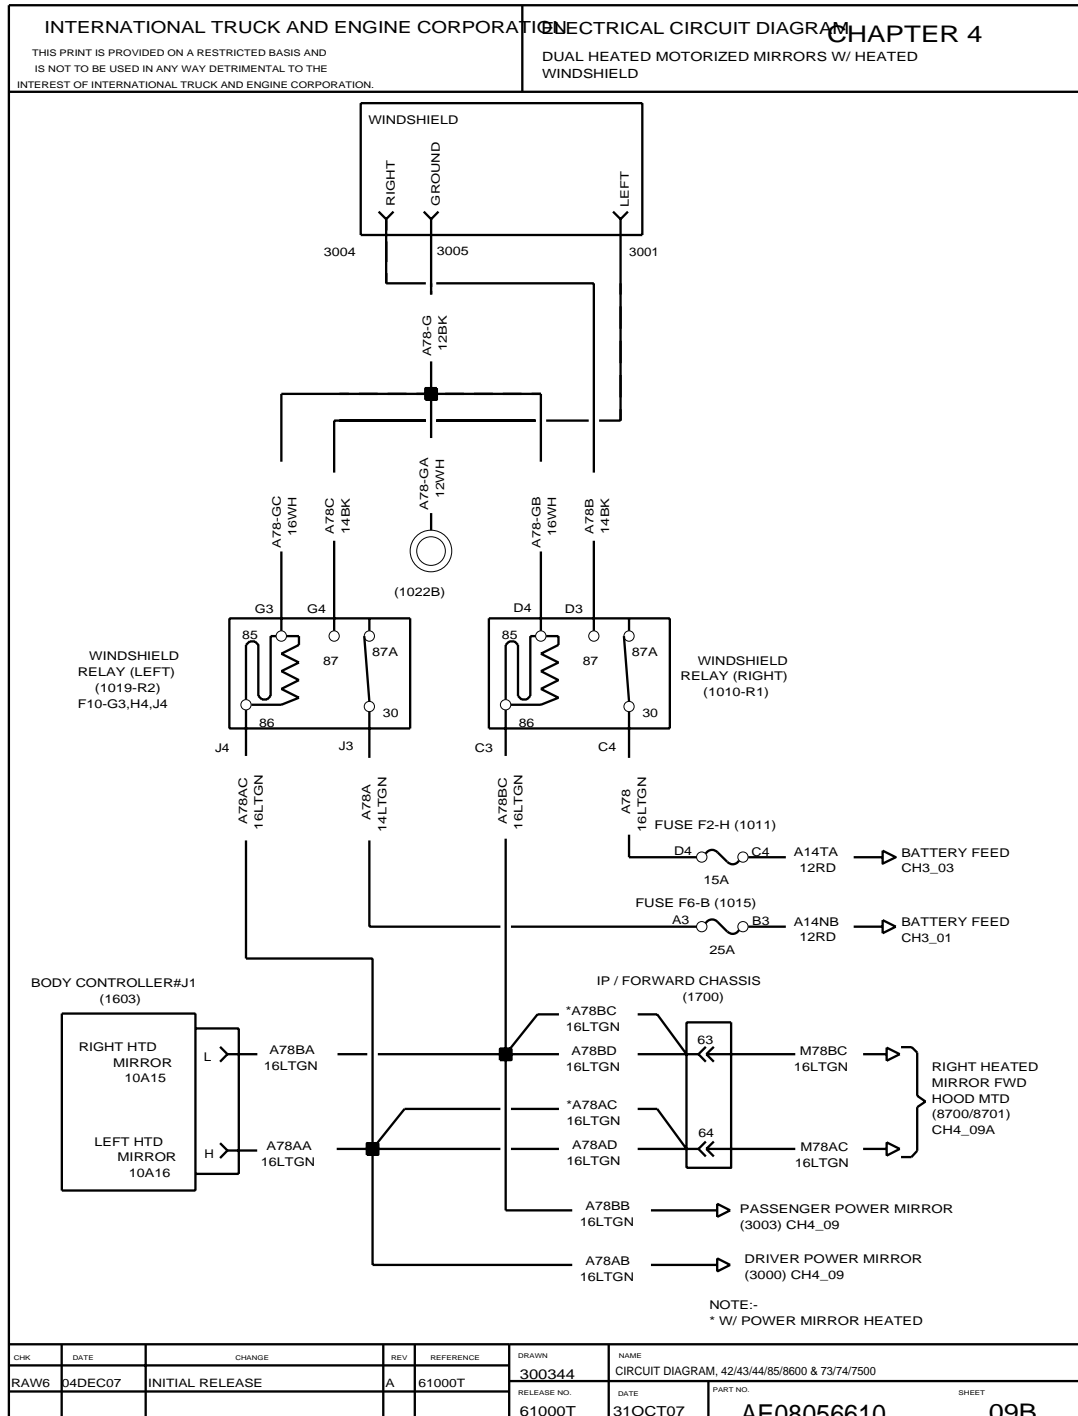 INTERNATIONAL TRUCK AND ENGINE CORPORATION
THIS PRINT IS PROVIDED ON A RESTRICTED BASIS AND
IS NOT TO BE USED IN ANY WAY DETRIMENTAL TO THE
INTEREST OF INTERNATIONAL TRUCK AND ENGINE CORPORATION.
ELECTRICAL CIRCUIT DIAGRAM
CHAPTER 4
DUAL HEATED MOTORIZED MIRRORS W/ HEATED
WINDSHIELD
WINDSHIELD
RIGHT
GROUND
LEFT
3004
3005
3001
A78-G
12BK
A78-GC
16WH
A78C
14BK
A78-GA
12WH
A78-GB
16WH
A78B
14BK
(1022B)
G3
G4
D4
D3
85
87
87A
86
30
WINDSHIELD
RELAY (LEFT)
(1019-R2)
F10-G3,H4,J4
85
87
87A
86
30
WINDSHIELD
RELAY (RIGHT)
(1010-R1)
J4
J3
C3
C4
A78AC
16LTGN
A78A
14LTGN
A78BC
16LTGN
A78
16LTGN
FUSE F2-H (1011)
D4
C4
15A
A14TA
12RD
BATTERY FEED
CH3_03
FUSE F6-B (1015)
A3
B3
25A
A14NB
12RD
BATTERY FEED
CH3_01
BODY CONTROLLER#J1
(1603)
IP / FORWARD CHASSIS
(1700)
RIGHT HTD
MIRROR
10A15
L
A78BA
16LTGN
*A78BC
16LTGN
A78BD
16LTGN
63
M78BC
16LTGN
LEFT HTD
MIRROR
10A16
H
A78AA
16LTGN
*A78AC
16LTGN
A78AD
16LTGN
64
M78AC
16LTGN
RIGHT HEATED
MIRROR FWD
HOOD MTD
(8700/8701)
CH4_09A
A78BB
16LTGN
PASSENGER POWER MIRROR
(3003) CH4_09
A78AB
16LTGN
DRIVER POWER MIRROR
(3000) CH4_09
NOTE:-
* W/ POWER MIRROR HEATED
CHK DATE CHANGE REV REFERENCE
RAW6 04DEC07 INITIAL RELEASE A 61000T
DRAWN
300344
NAME
CIRCUIT DIAGRAM, 42/43/44/85/8600 & 73/74/7500
RELEASE NO.
61000T
DATE
31OCT07
PART NO.
AE08056610
SHEET
09B